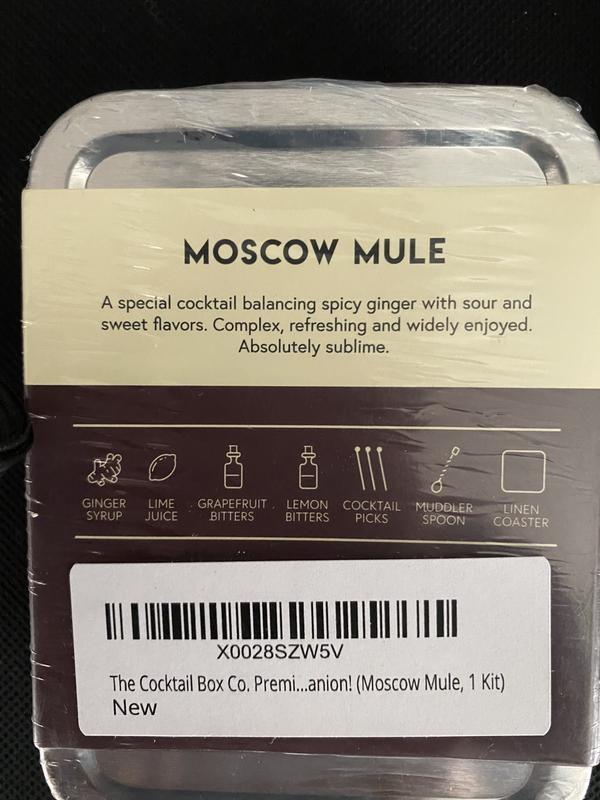 MOSCOW MULE
A special cocktail balancing spicy ginger with sour and
sweet flavors. Complex, refreshing and widely enjoyed.
Absolutely sublime.
GINGER
SYRUP
LIME
JUICE
GRAPEFRUIT
BITTERS
LEMON
BITTERS
COCKTAIL
PICKS
MUDDLER
SPOON
LINEN
COASTER
X0028SZW5V
The Cocktail Box Co. Premi...anion! (Moscow Mule, 1 Kit)
New